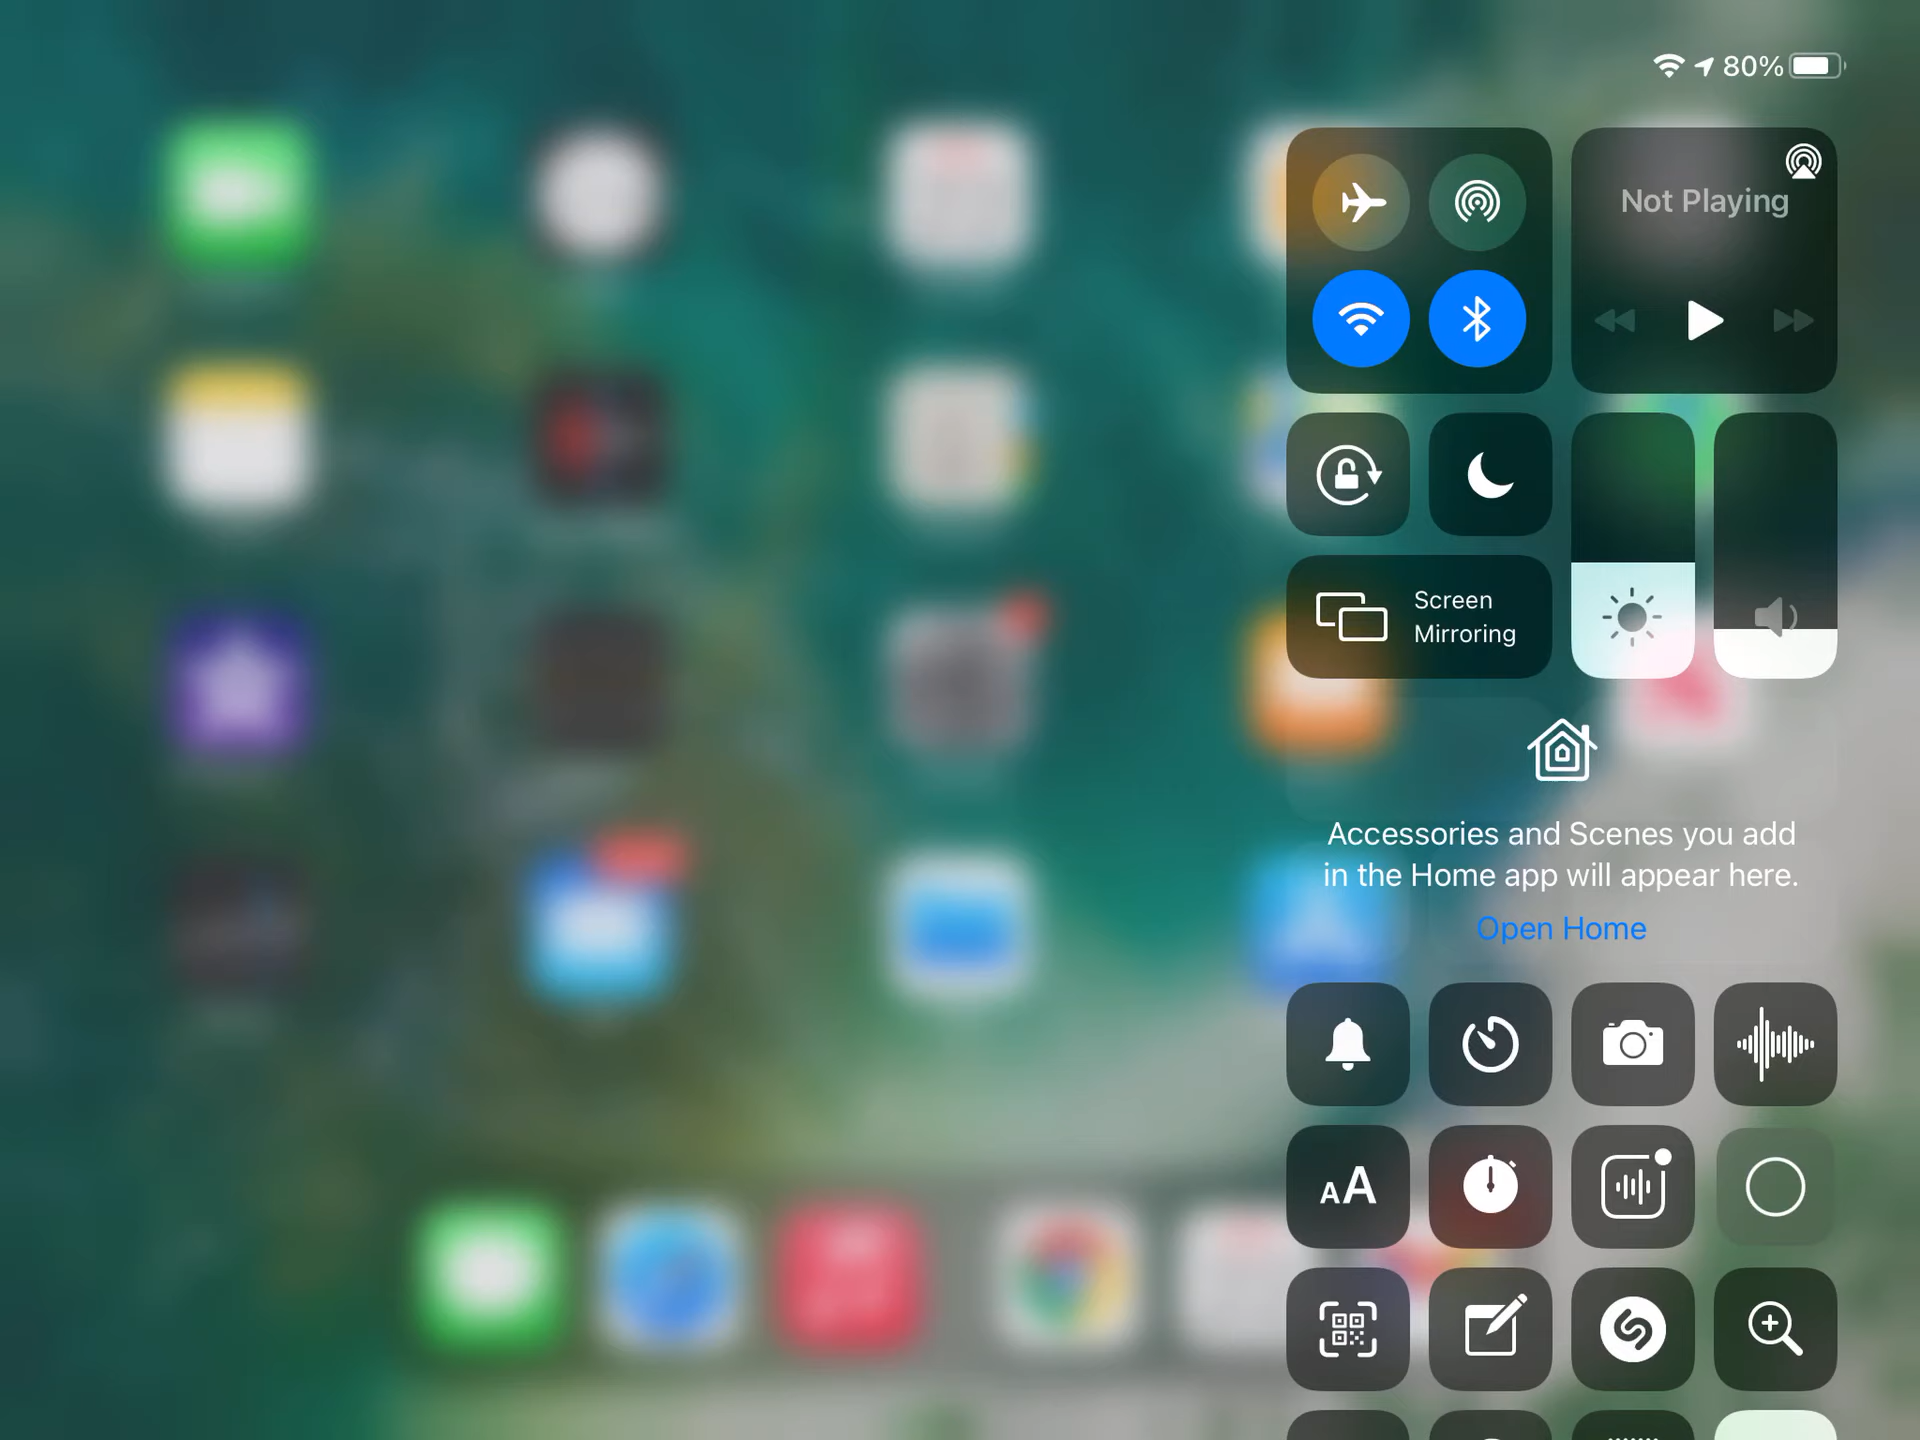 80%
Not Playing
Screen
Mirroring
Accessories and Scenes you add
in the Home app will appear here.
Open Home
AA